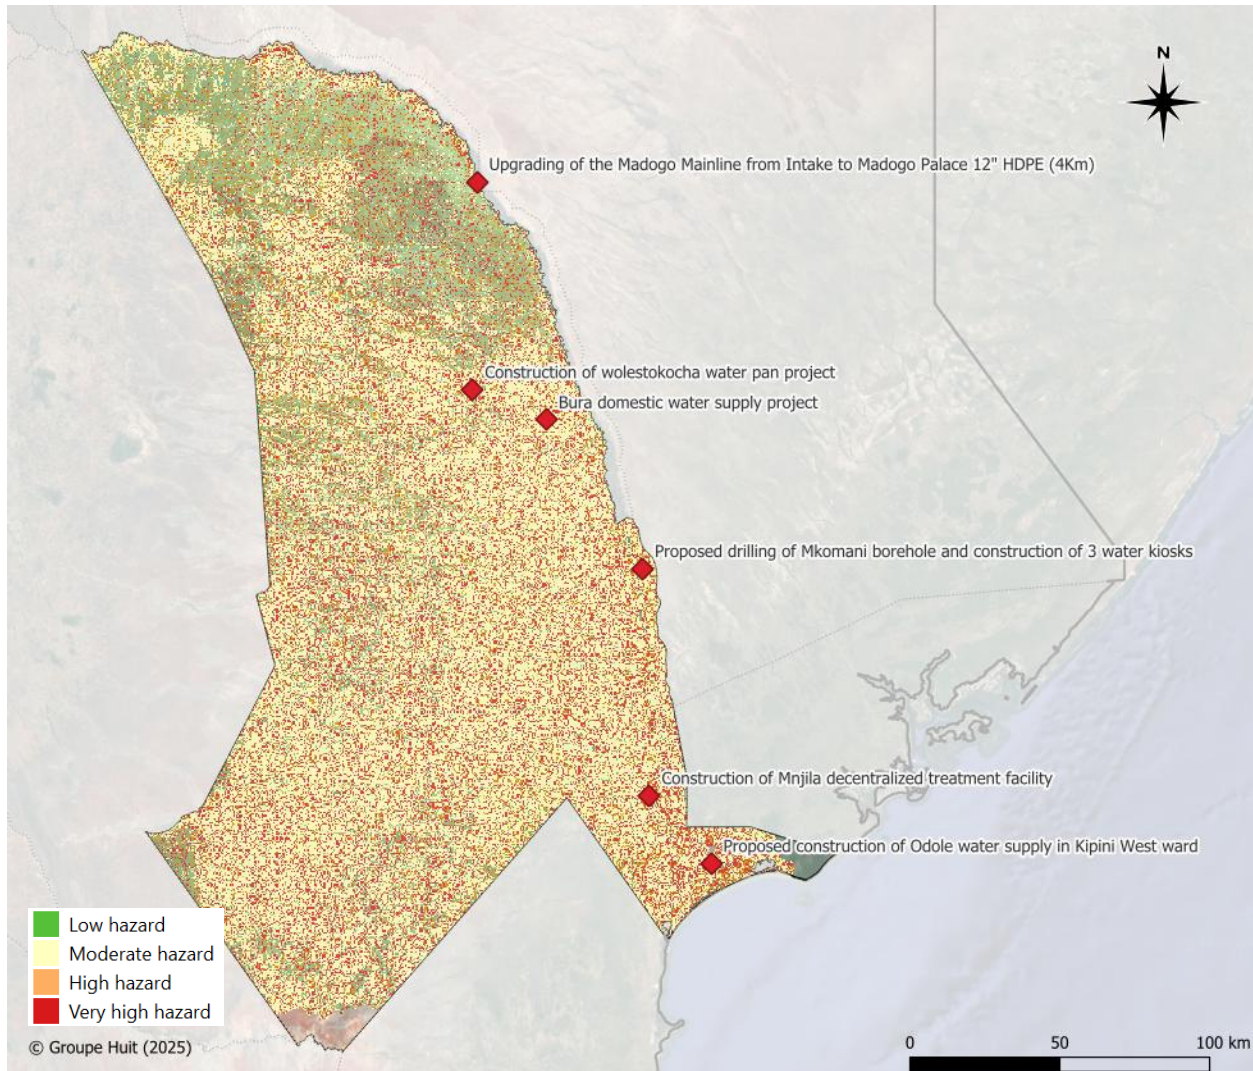 N
Upgrading of the Madogo Mainline from Intake to Madogo Palace 12" HDPE (4Km)
Construction of wolestokocha water pan project
Bura domestic water supply project
Proposed drilling of Mkomani borehole and construction of 3 water kiosks
Construction of Mnjila decentralized treatment facility
Proposed construction of Odole water supply in Kipini West ward
Low hazard
Moderate hazard
High hazard
Very high hazard
© Groupe Huit (2025)
0 50 100 km